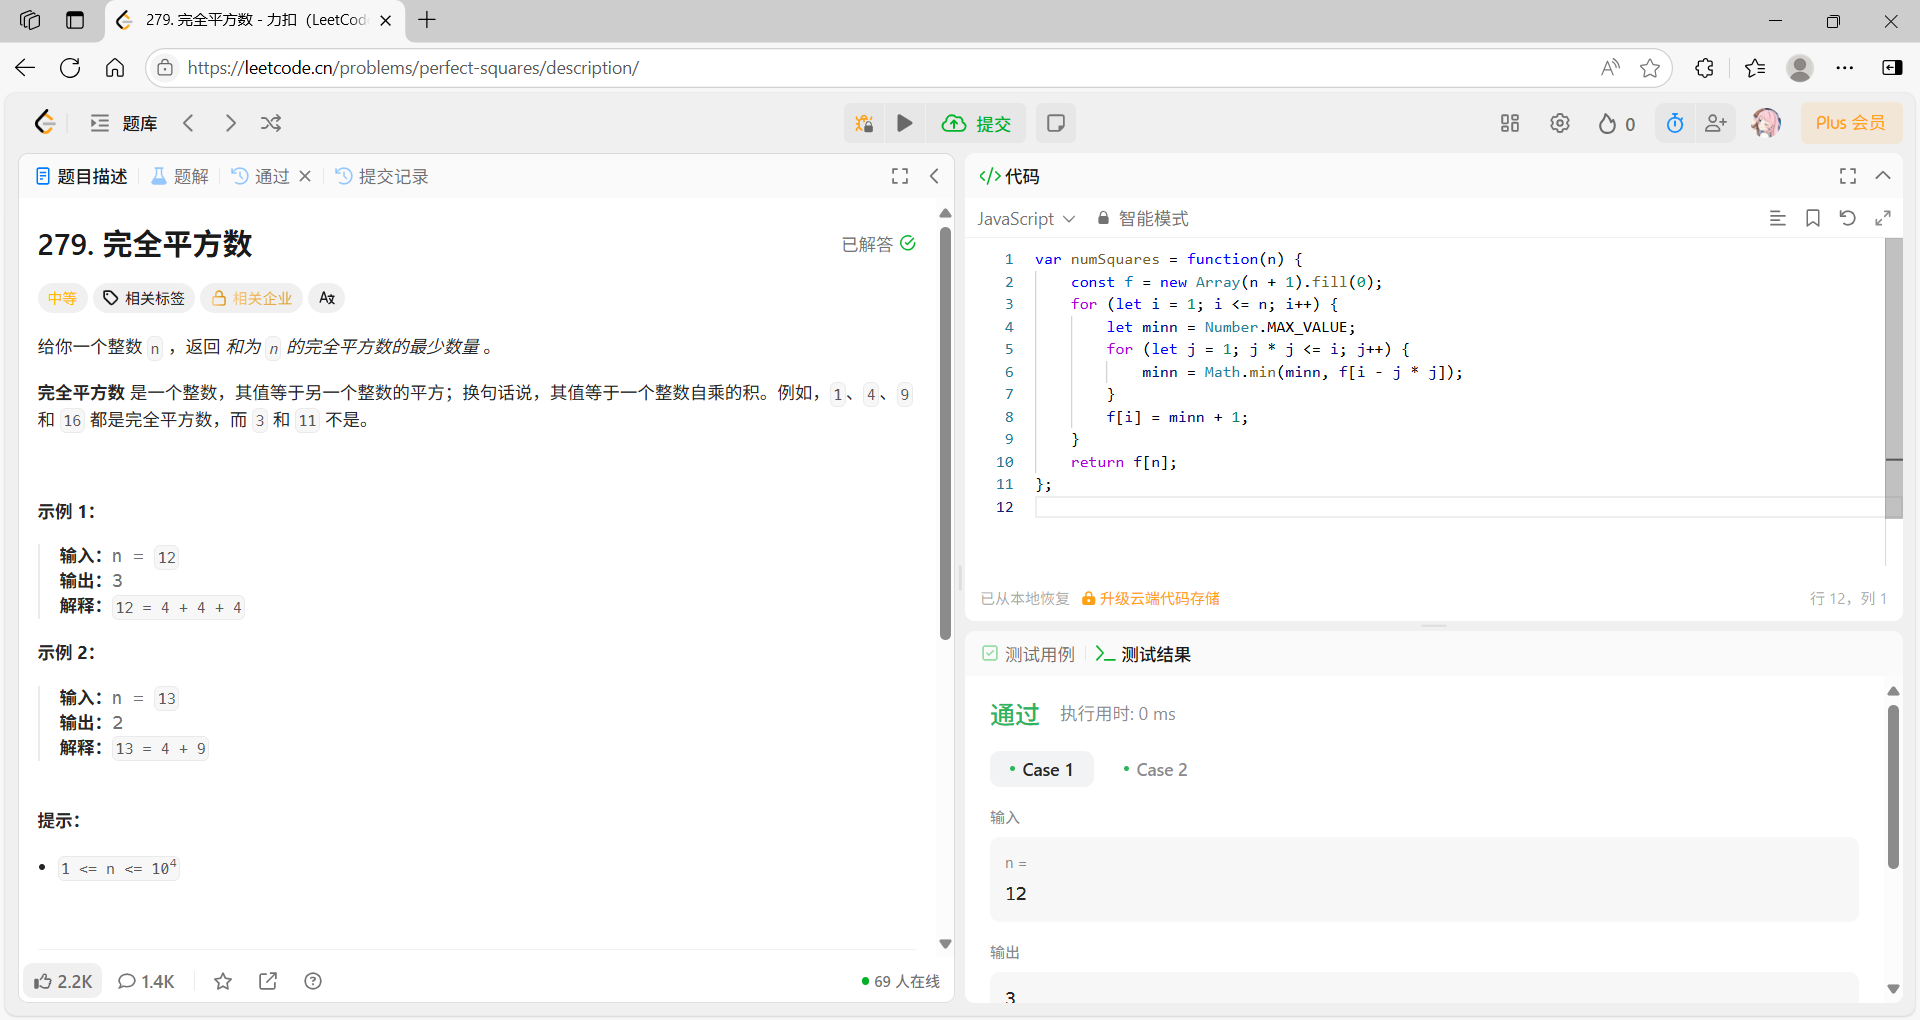 279. 完全平方数 - 力扣（LeetCod
https://leetcode.cn/problems/perfect-squares/description/
题库
提交
0
Plus 会员
题目描述
题解
通过
提交记录
279. 完全平方数
已解答
中等
相关标签
相关企业
给你一个整数 n ，返回 和为 n 的完全平方数的最少数量 。
完全平方数 是一个整数，其值等于另一个整数的平方；换句话说，其值等于一个整数自乘的积。例如，1、4、9
和 16 都是完全平方数，而 3 和 11 不是。
示例 1：
输入：n = 12
输出：3
解释：12 = 4 + 4 + 4
示例 2：
输入：n = 13
输出：2
解释：13 = 4 + 9
提示：
• 1 <= n <= 10⁴
2.2K
1.4K
69 人在线
</> 代码
JavaScript
智能模式
1 var numSquares = function(n) {
2     const f = new Array(n + 1).fill(0);
3     for (let i = 1; i <= n; i++) {
4         let minn = Number.MAX_VALUE;
5         for (let j = 1; j * j <= i; j++) {
6             minn = Math.min(minn, f[i - j * j]);
7         }
8         f[i] = minn + 1;
9     }
10     return f[n];
11 };
12
已从本地恢复
升级云端代码存储
行 12，列 1
测试用例
测试结果
通过
执行用时: 0 ms
Case 1
Case 2
输入
n =
12
输出
3